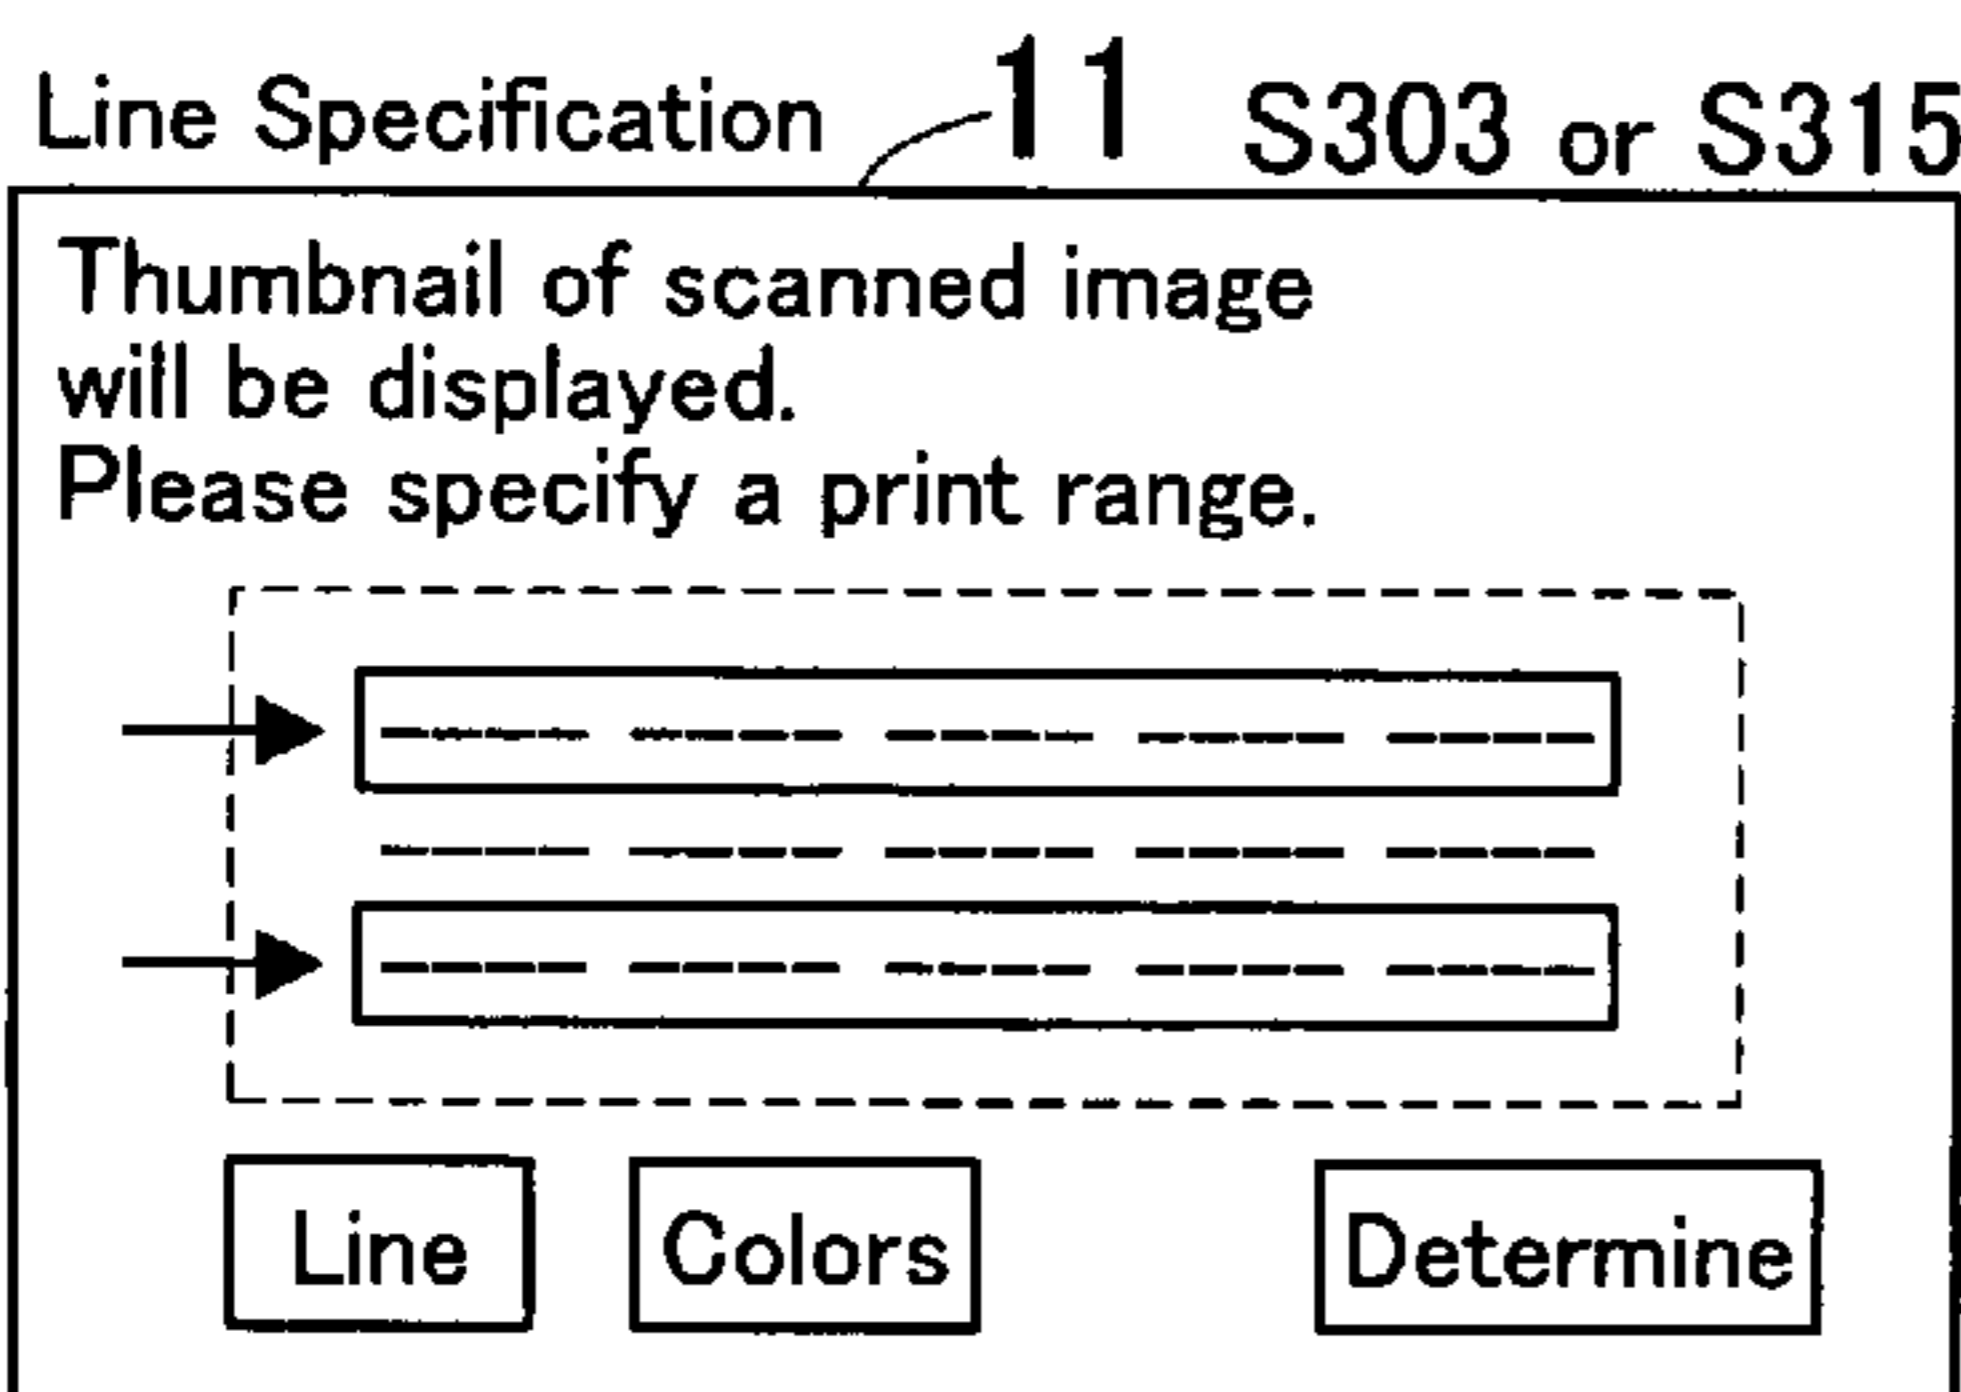 Line Specification 11 S303 or S315
Thumbnail of scanned image
will be displayed.
Please specify a print range.
Line Colors Determine